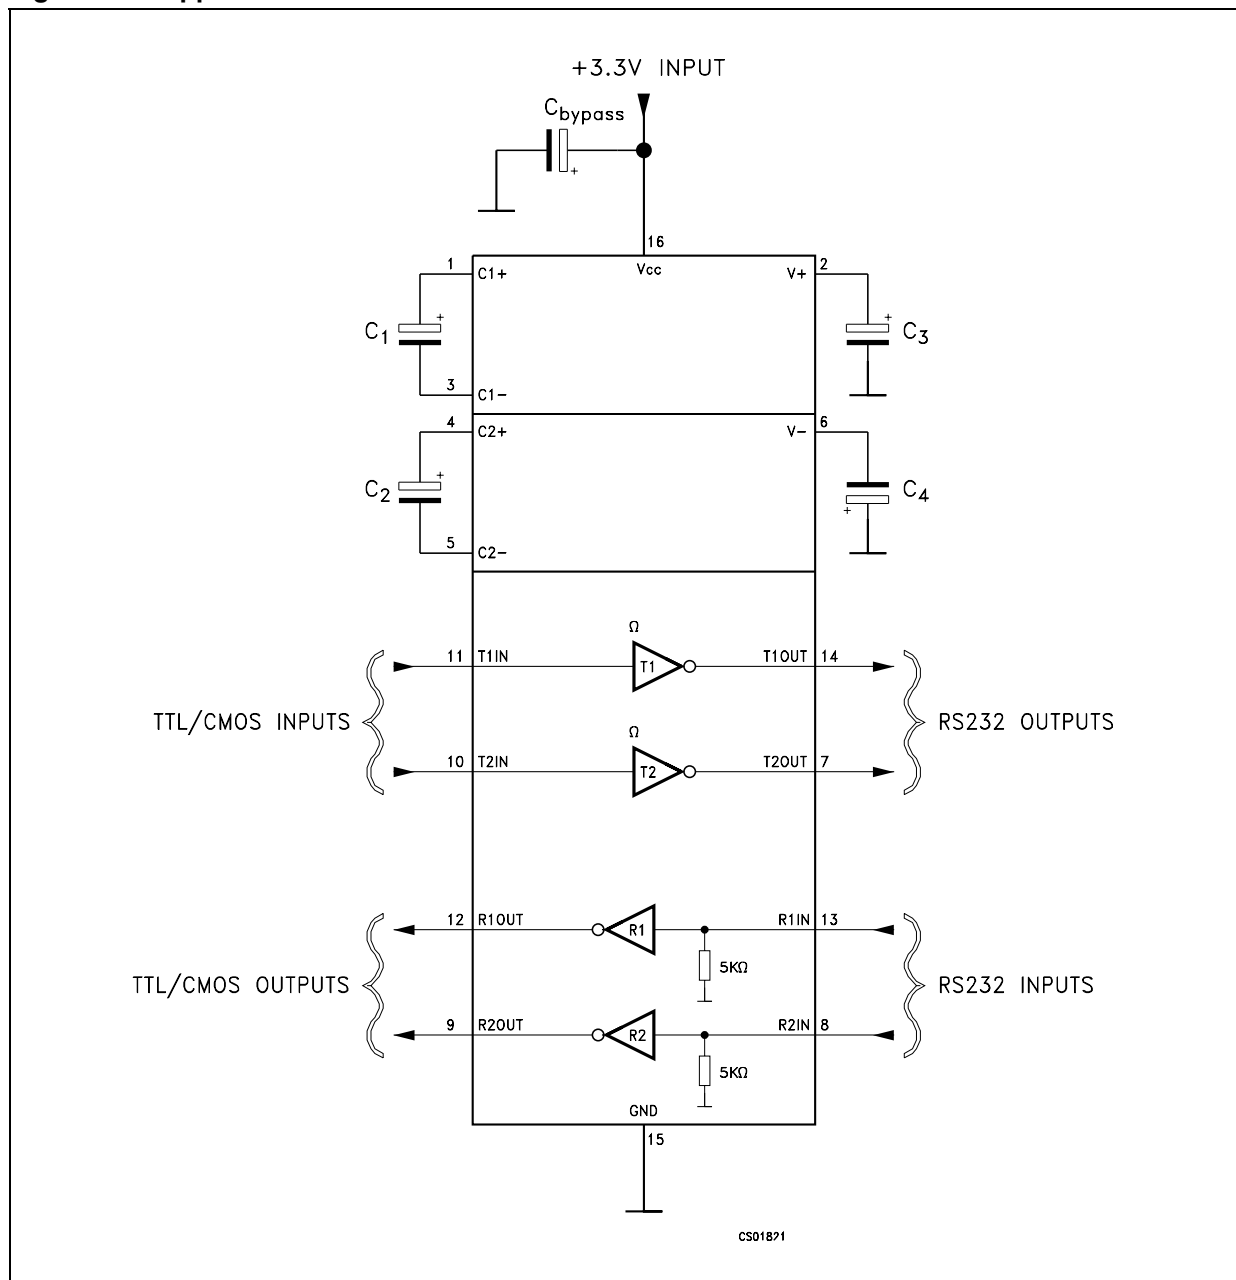 +3.3V INPUT
Cbypass
+
16
Vcc
1 C1+ V+ 2
+ +
C1 C3
3 C1-
4 C2+ V- 6
+
C2 C4
+
5 C2-
Ω
11 T1IN T1 T1OUT 14
TTL/CMOS INPUTS RS232 OUTPUTS
Ω
10 T2IN T2 T2OUT 7
12 R1OUT R1 R1IN 13
5KΩ
TTL/CMOS OUTPUTS RS232 INPUTS
9 R2OUT R2 R2IN 8
5KΩ
GND
15
CS01821